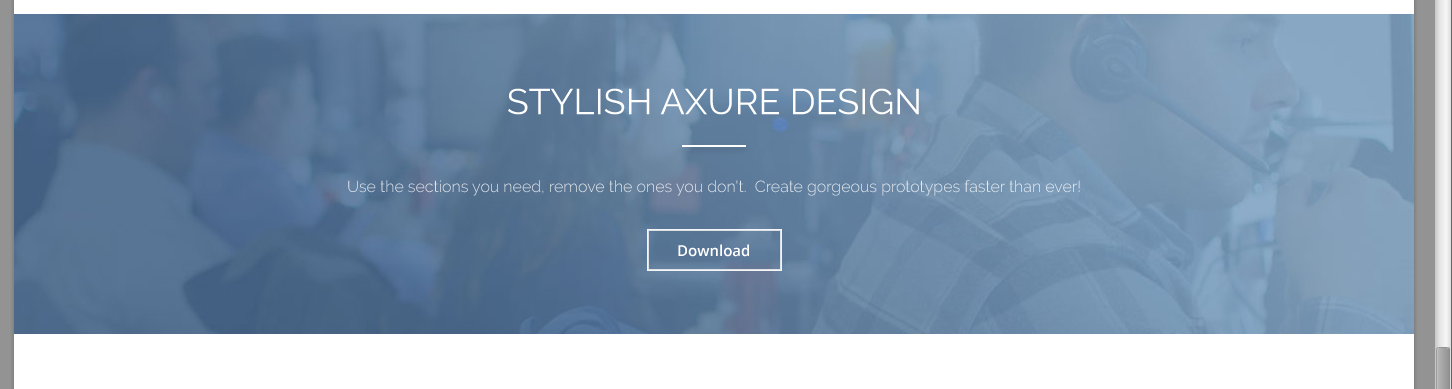 STYLISH AXURE DESIGN
Use the sections you need, remove the ones you don't.  Create gorgeous prototypes faster than ever!
Download